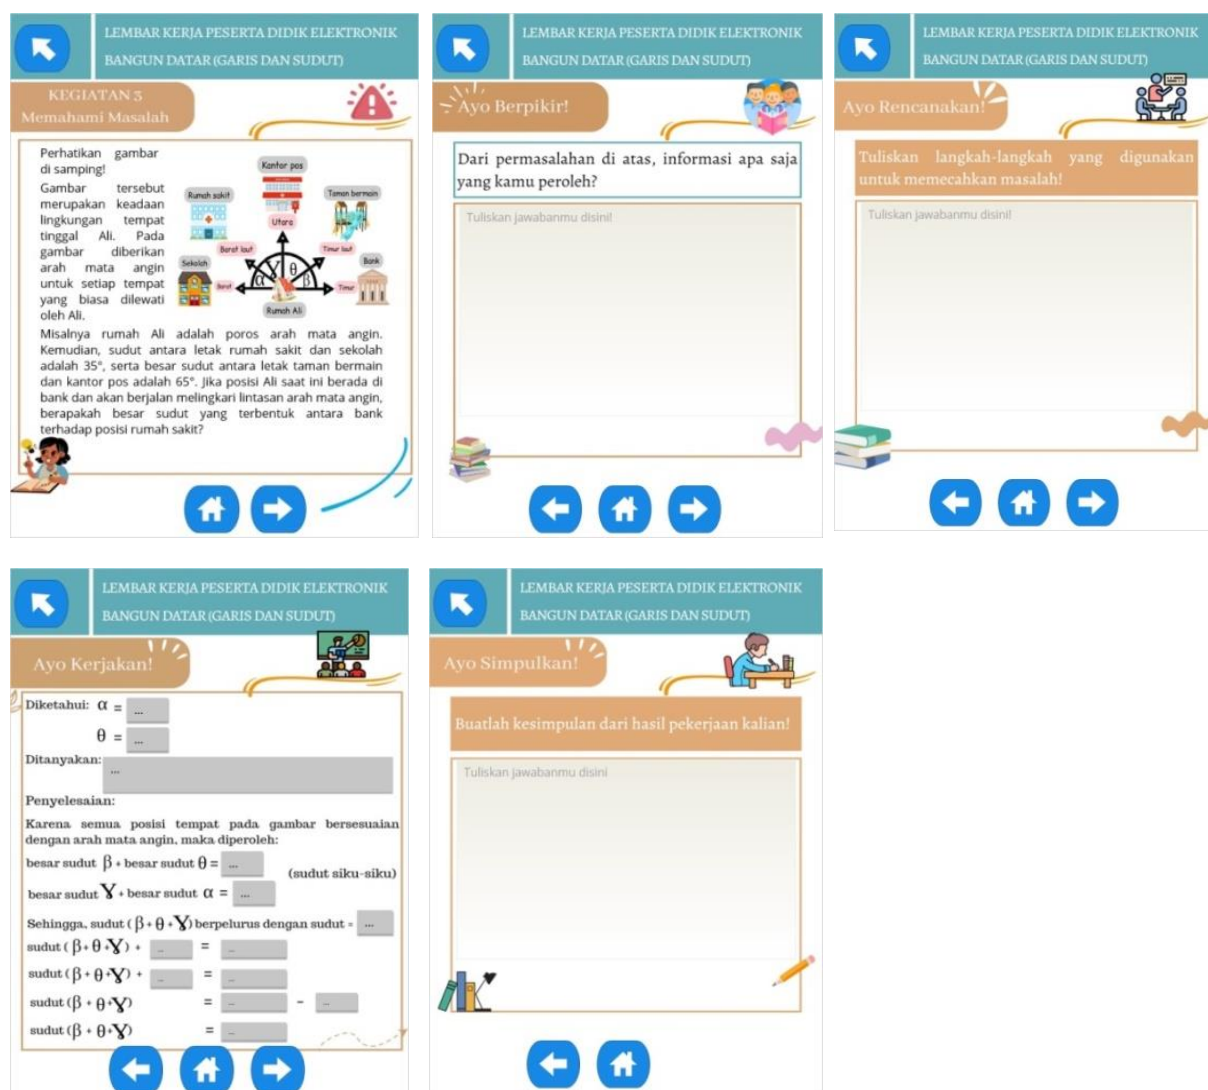 LEMBAR KERJA PESERTA DIDIK ELEKTRONIK
BANGUN DATAR (GARIS DAN SUDUT)
KEGIATAN 3
Memahami Masalah
Perhatikan gambar
di samping!
Gambar tersebut
merupakan keadaan
lingkungan tempat
tinggal Ali. Pada
gambar diberikan
arah mata angin
untuk setiap tempat
yang biasa dilewati
oleh Ali.
Kantor pos
Rumah sakit
Taman bermain
Utara
Barat laut
Timur laut
Sekolah
Bank
α γ θ β
Barat
Timur
Rumah Ali
Misalnya rumah Ali adalah poros arah mata angin.
Kemudian, sudut antara letak rumah sakit dan sekolah
adalah 35°, serta besar sudut antara letak taman bermain
dan kantor pos adalah 65°. Jika posisi Ali saat ini berada di
bank dan akan berjalan melingkari lintasan arah mata angin,
berapakah besar sudut yang terbentuk antara bank
terhadap posisi rumah sakit?
LEMBAR KERJA PESERTA DIDIK ELEKTRONIK
BANGUN DATAR (GARIS DAN SUDUT)
Ayo Berpikir!
Dari permasalahan di atas, informasi apa saja
yang kamu peroleh?
Tuliskan jawabanmu disini!
LEMBAR KERJA PESERTA DIDIK ELEKTRONIK
BANGUN DATAR (GARIS DAN SUDUT)
Ayo Rencanakan!
Tuliskan langkah-langkah yang digunakan
untuk memecahkan masalah!
Tuliskan jawabanmu disini!
LEMBAR KERJA PESERTA DIDIK ELEKTRONIK
BANGUN DATAR (GARIS DAN SUDUT)
Ayo Kerjakan!
Diketahui: α = ...
θ = ...
Ditanyakan: ...
Penyelesaian:
Karena semua posisi tempat pada gambar bersesuaian
dengan arah mata angin, maka diperoleh:
besar sudut β + besar sudut θ = ...
(sudut siku-siku)
besar sudut γ + besar sudut α = ...
Sehingga, sudut (β + θ + γ) berpelurus dengan sudut = ...
sudut (β + θ + γ) + ... = ...
sudut (β + θ + γ) + ... = ...
sudut (β + θ + γ) = ... - ...
sudut (β + θ + γ) = ...
LEMBAR KERJA PESERTA DIDIK ELEKTRONIK
BANGUN DATAR (GARIS DAN SUDUT)
Ayo Simpulkan!
Buatlah kesimpulan dari hasil pekerjaan kalian!
Tuliskan jawabanmu disini